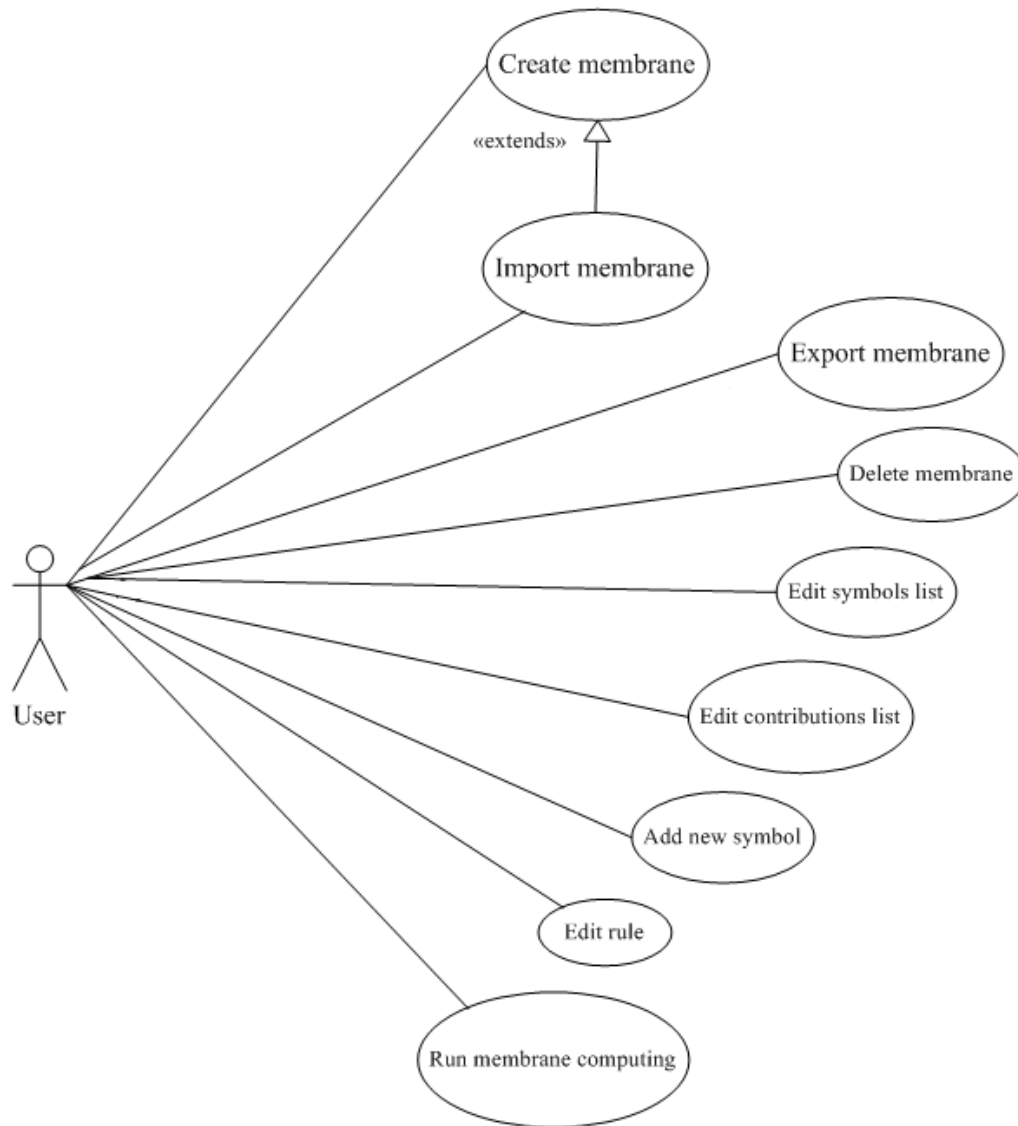 Create membrane
«extends»
Import membrane
Export membrane
Delete membrane
Edit symbols list
User
Edit contributions list
Add new symbol
Edit rule
Run membrane computing